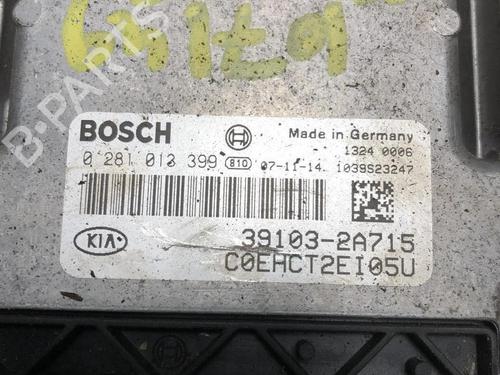 B-PARTS
BOSCH
Made in Germany
1324 0006
0 281 013 399 810 07-11-14. 1039S23247
KIA
39103-2A715
C0EHCT2EI05U